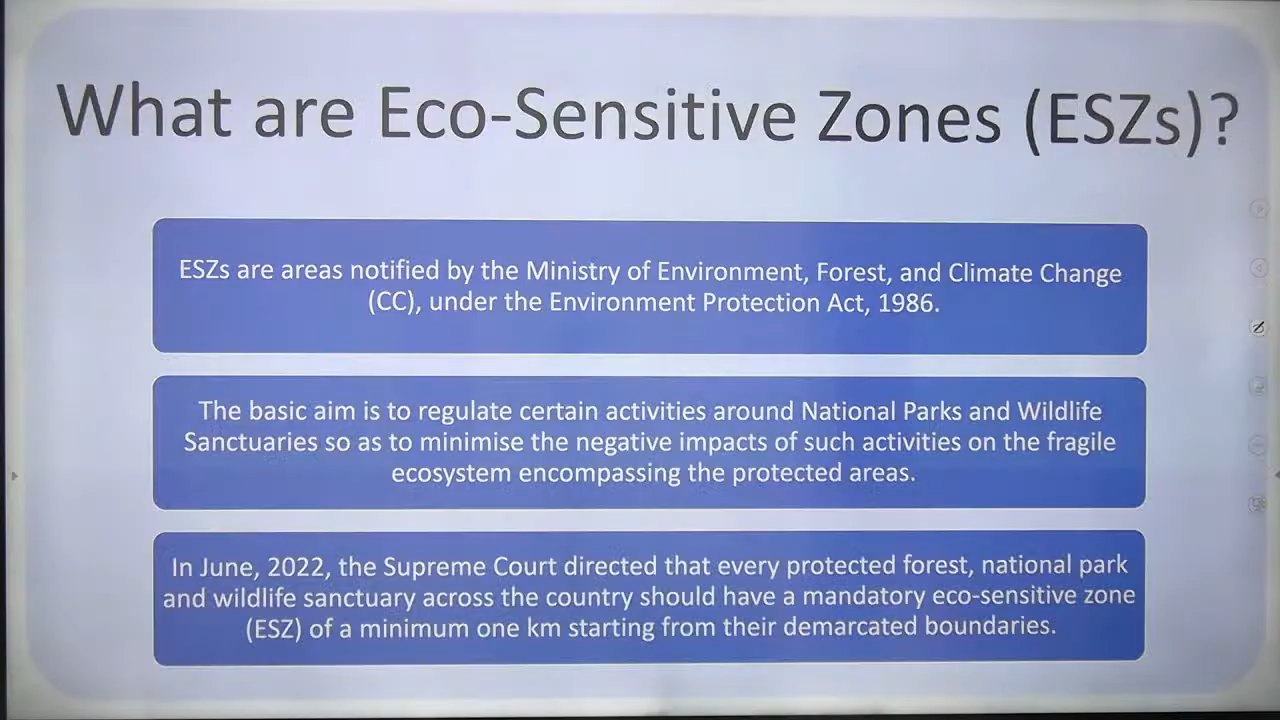 What are Eco-Sensitive Zones (ESZs)?
ESZs are areas notified by the Ministry of Environment, Forest, and Climate Change
(CC), under the Environment Protection Act, 1986.
The basic aim is to regulate certain activities around National Parks and Wildlife
Sanctuaries so as to minimise the negative impacts of such activities on the fragile
ecosystem encompassing the protected areas.
In June, 2022, the Supreme Court directed that every protected forest, national park
and wildlife sanctuary across the country should have a mandatory eco-sensitive zone
(ESZ) of a minimum one km starting from their demarcated boundaries.